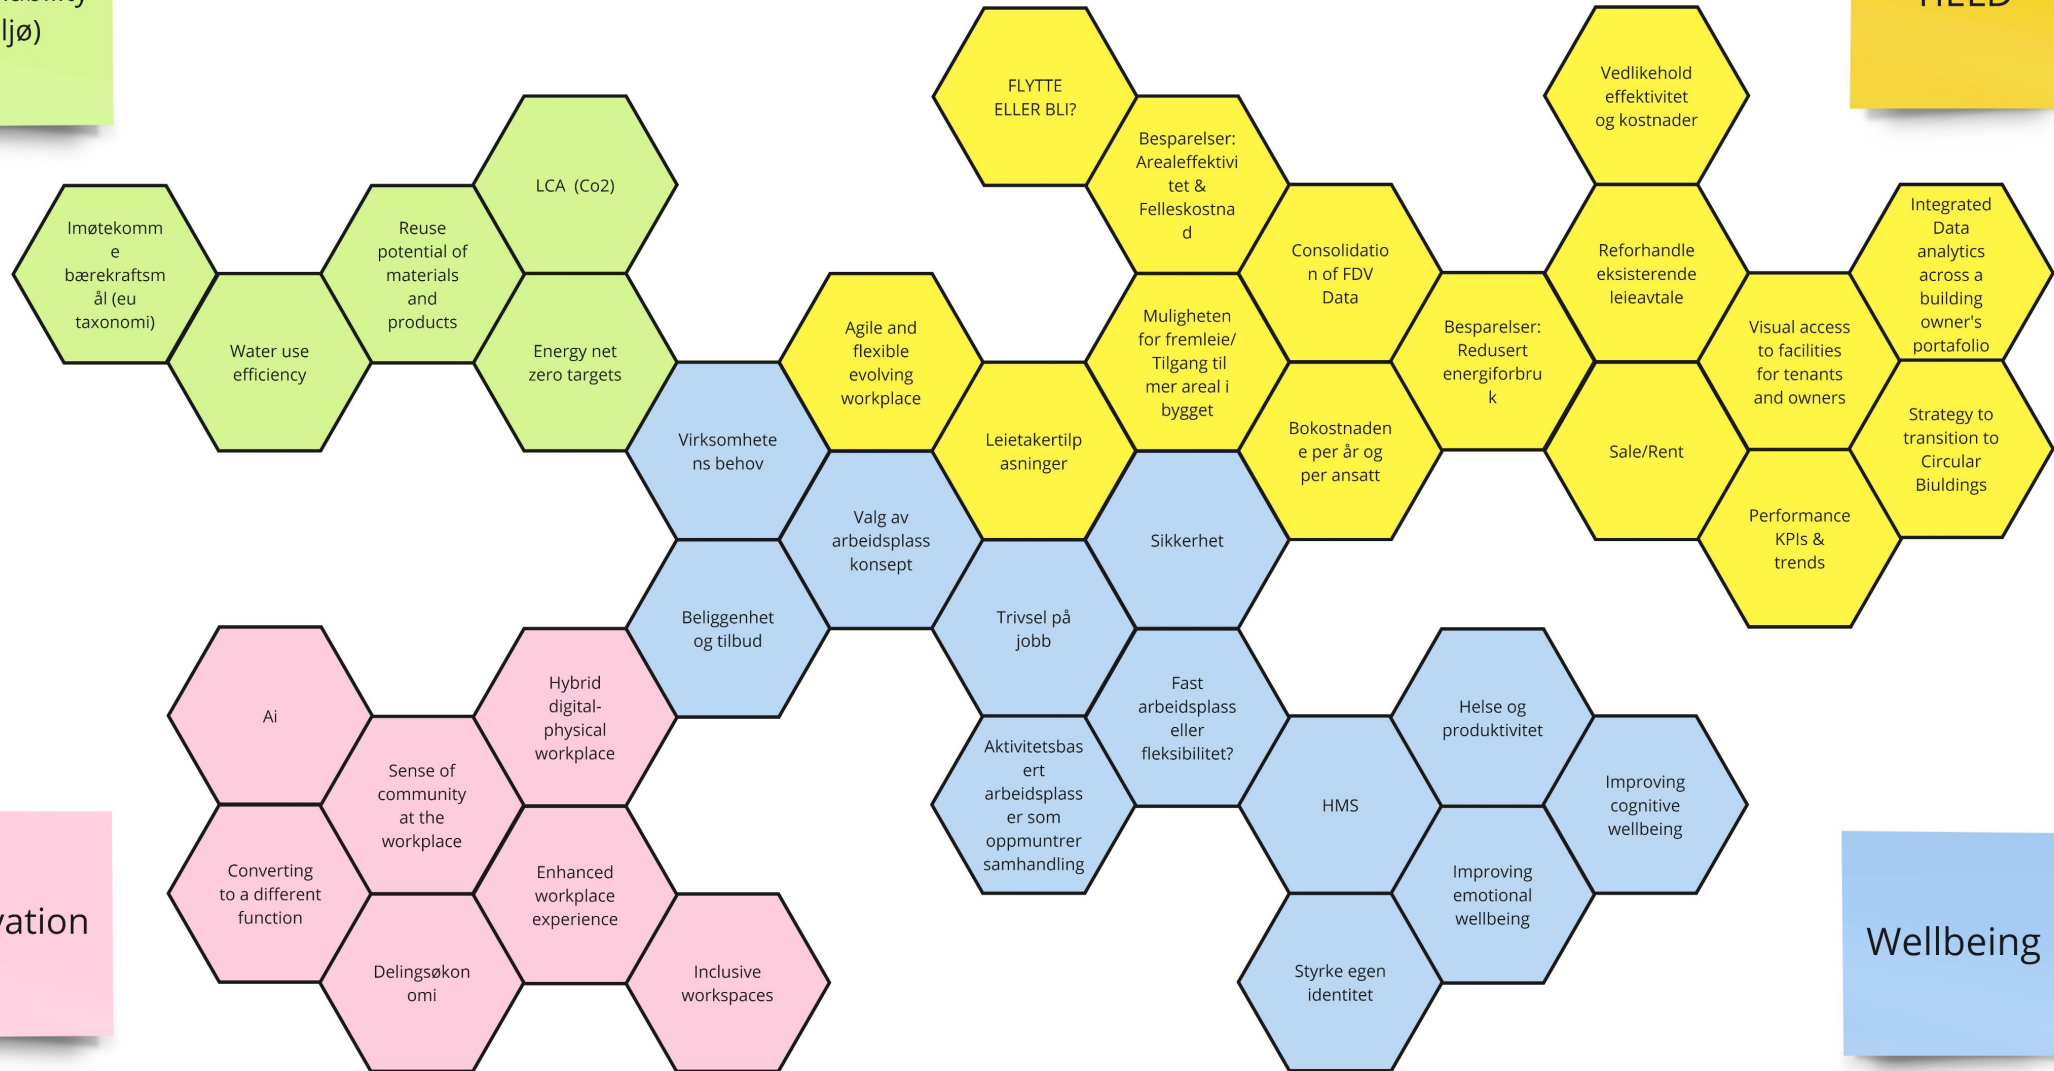 ljø)
FLYTTE
ELLER BLI?
Vedlikehold
effektivitet
og kostnader
LCA (Co2)
Besparelser:
Arealeffektivi
tet &
Felleskostna
d
Imøtekomm
e
bærekraftsm
ål (eu
taxonomi)
Reuse
potential of
materials
and
products
Consolidatio
n of FDV
Data
Reforhandle
eksisterende
leieavtale
Integrated
Data
analytics
across a
building
owner's
portafolio
Water use
efficiency
Energy net
zero targets
Agile and
flexible
evolving
workplace
Muligheten
for fremleie/
Tilgang til
mer areal i
bygget
Besparelser:
Redusert
energiforbru
k
Visual access
to facilities
for tenants
and owners
Virksomhete
ns behov
Leietakertilp
asninger
Bokostnaden
e per år og
per ansatt
Sale/Rent
Strategy to
transition to
Circular
Biuldings
Valg av
arbeidsplass
konsept
Sikkerhet
Performance
KPIs &
trends
Beliggenhet
og tilbud
Trivsel på
jobb
Ai
Hybrid
digital-
physical
workplace
Fast
arbeidsplass
eller
fleksibilitet?
Helse og
produktivitet
Sense of
community
at the
workplace
Aktivitetsbas
ert
arbeidsplass
er som
oppmuntrer
samhandling
HMS
Improving
cognitive
wellbeing
Converting
to a different
function
Enhanced
workplace
experience
Improving
emotional
wellbeing
vation
Wellbeing
Delingsøkon
omi
Inclusive
workspaces
Styrke egen
identitet